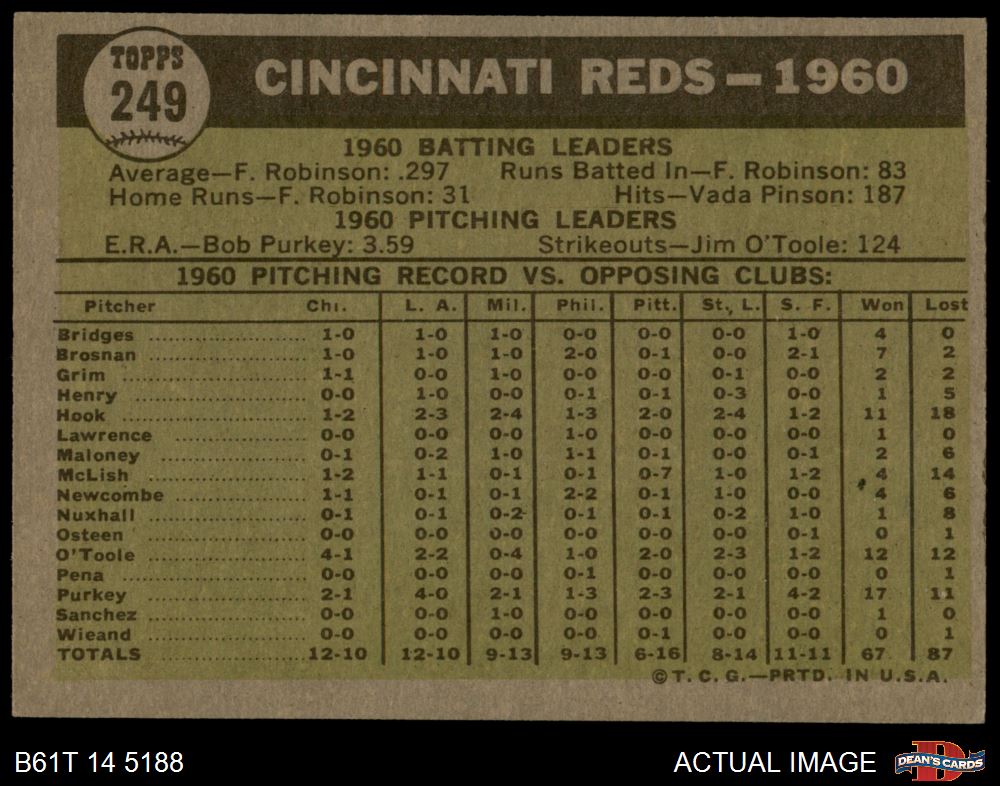 TOPPS
249
CINCINNATI REDS — 1960
1960 BATTING LEADERS
Average—F. Robinson: .297 Runs Batted In—F. Robinson: 83
Home Runs—F. Robinson: 31 Hits—Vada Pinson: 187
1960 PITCHING LEADERS
E.R.A.—Bob Purkey: 3.59 Strikeouts—Jim O'Toole: 124
1960 PITCHING RECORD VS. OPPOSING CLUBS:
Pitcher Chi. L. A. Mil. Phil. Pitt. St., L. S. F. Won Lost
Bridges 1-0 1-0 1-0 0-0 0-0 0-0 1-0 4 0
Brosnan 1-0 1-0 1-0 2-0 0-1 0-0 2-1 7 2
Grim 1-1 0-0 1-0 0-0 0-0 0-1 0-0 2 2
Henry 0-0 1-0 0-0 0-1 0-1 0-3 0-0 1 5
Hook 1-2 2-3 2-4 1-3 2-0 2-4 1-2 11 18
Lawrence 0-0 0-0 0-0 1-0 0-0 0-0 0-0 1 0
Maloney 0-1 0-2 1-0 1-1 0-1 0-0 0-1 2 6
McLish 1-2 1-1 0-1 0-1 0-7 1-0 1-2 4 14
Newcombe 1-1 0-1 0-1 2-2 0-1 1-0 0-0 4 6
Nuxhall 0-1 0-1 0-2 0-1 0-1 0-2 1-0 1 8
Osteen 0-0 0-0 0-0 0-0 0-0 0-0 0-1 0 1
O'Toole 4-1 2-2 0-4 1-0 2-0 2-3 1-2 12 12
Pena 0-0 0-0 0-0 0-1 0-0 0-0 0-0 0 1
Purkey 2-1 4-0 2-1 1-3 2-3 2-1 4-2 17 11
Sanchez 0-0 0-0 1-0 0-0 0-0 0-0 0-0 1 0
Wieand 0-0 0-0 0-0 0-0 0-1 0-0 0-0 0 1
TOTALS 12-10 12-10 9-13 9-13 6-16 8-14 11-11 67 87
© T. C. G.—PRTD. IN U.S.A.
B61T 14 5188 ACTUAL IMAGE
D
DEAN'S CARDS